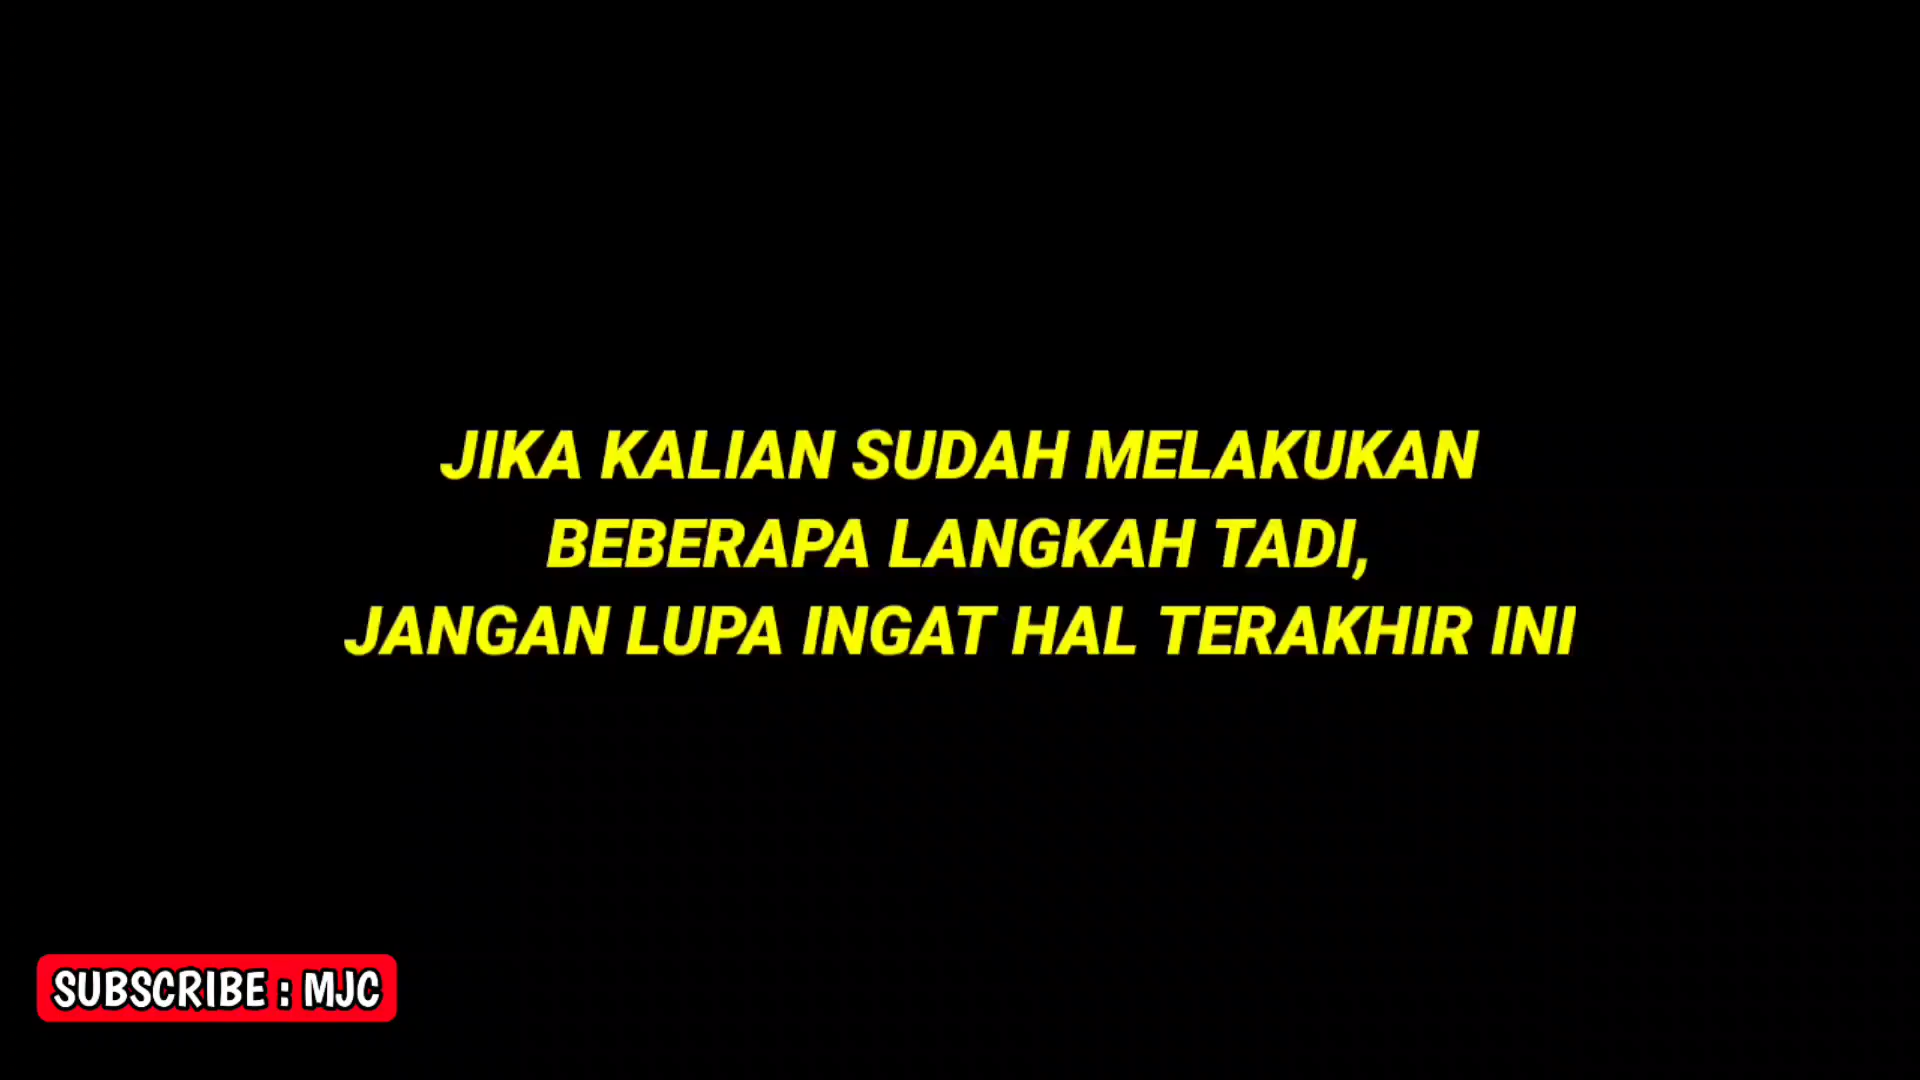 JIKA KALIAN SUDAH MELAKUKAN
BEBERAPA LANGKAH TADI,
JANGAN LUPA INGAT HAL TERAKHIR INI
SUBSCRIBE : MJC